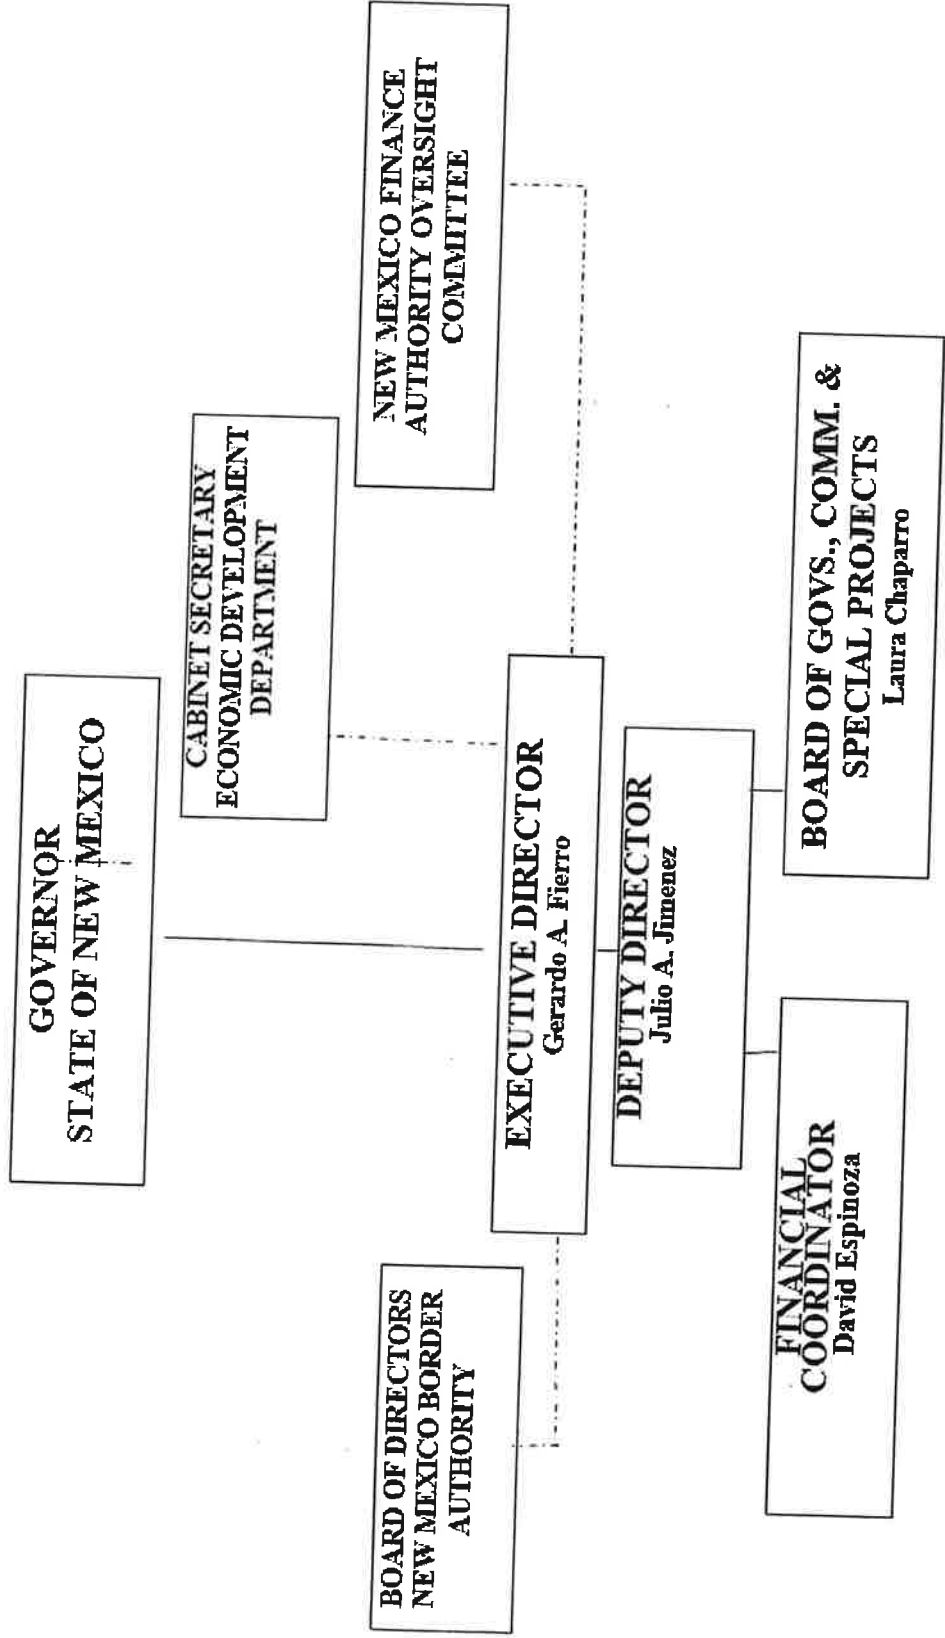 GOVERNOR
STATE OF NEW MEXICO
CABINET SECRETARY
ECONOMIC DEVELOPMENT
DEPARTMENT
BOARD OF DIRECTORS
NEW MEXICO BORDER
AUTHORITY
NEW MEXICO FINANCE
AUTHORITY OVERSIGHT
COMMITTEE
EXECUTIVE DIRECTOR
Gerardo A. Fierro
DEPUTY DIRECTOR
Julio A. Jimenez
FINANCIAL
COORDINATOR
David Espinoza
BOARD OF GOVS., COMM. &
SPECIAL PROJECTS
Laura Chaparro